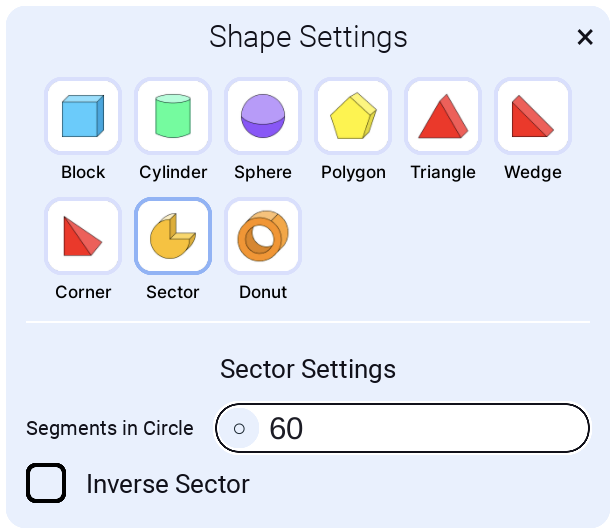 Shape Settings
Block Cylinder Sphere Polygon Triangle Wedge
Corner Sector Donut
Sector Settings
Segments in Circle 60
Inverse Sector